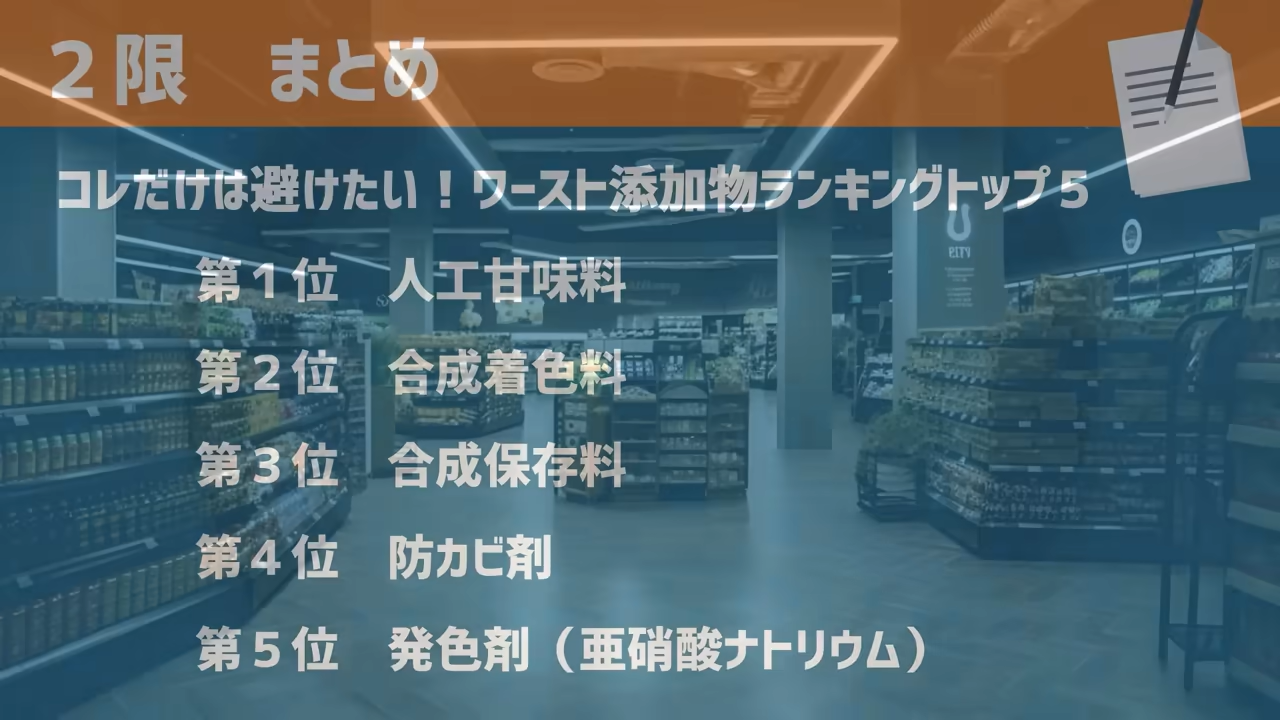 ２限　まとめ
コレだけは避けたい！ワースト添加物ランキングトップ５
第１位　人工甘味料
第２位　合成着色料
第３位　合成保存料
第４位　防カビ剤
第５位　発色剤（亜硝酸ナトリウム）